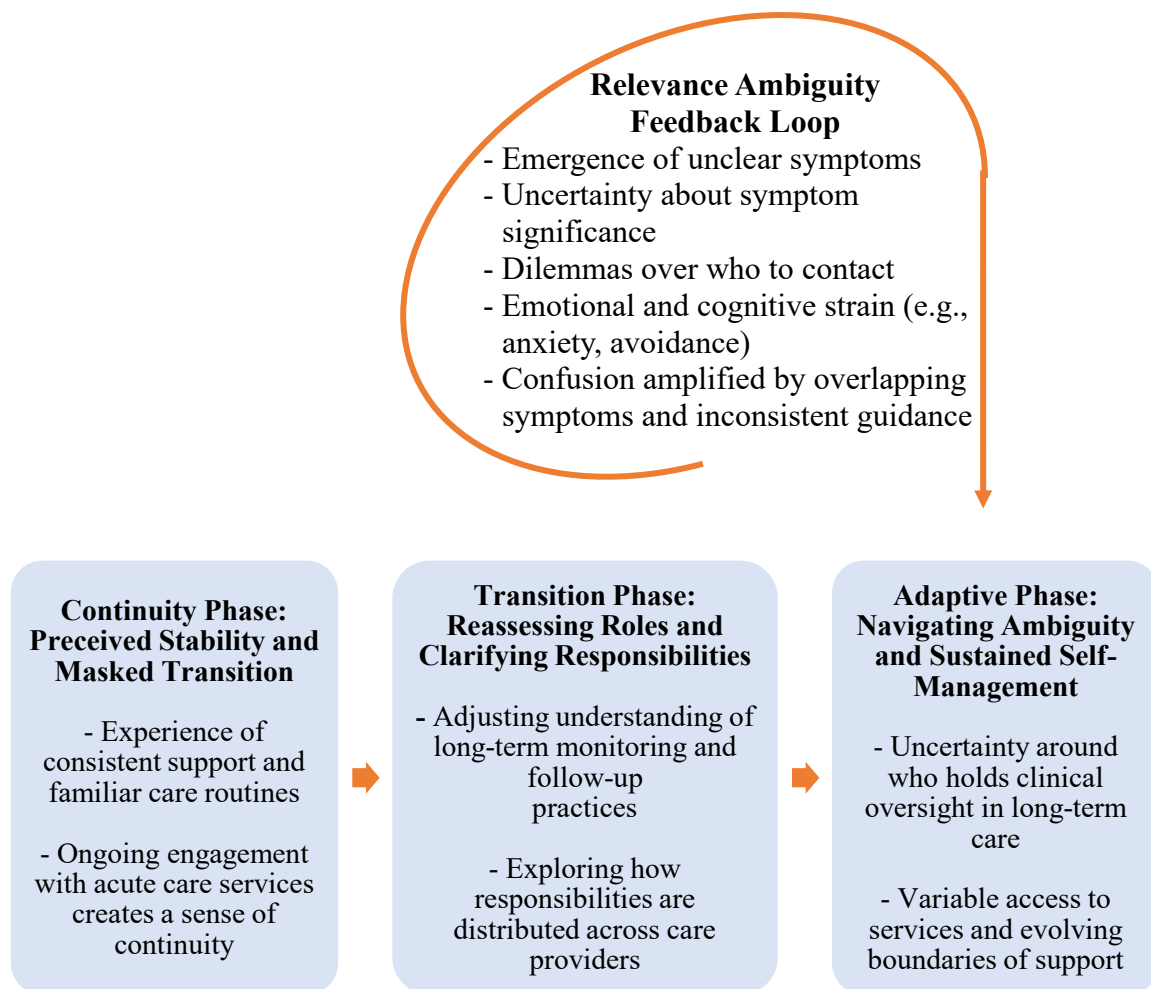 Relevance Ambiguity
Feedback Loop
- Emergence of unclear symptoms
- Uncertainty about symptom
significance
- Dilemmas over who to contact
- Emotional and cognitive strain (e.g.,
anxiety, avoidance)
- Confusion amplified by overlapping
symptoms and inconsistent guidance
Continuity Phase:
Preceived Stability and
Masked Transition
- Experience of
consistent support and
familiar care routines
- Ongoing engagement
with acute care services
creates a sense of
continuity
Transition Phase:
Reassessing Roles and
Clarifying Responsibilities
- Adjusting understanding of
long-term monitoring and
follow-up
practices
- Exploring how
responsibilities are
distributed across care
providers
Adaptive Phase:
Navigating Ambiguity
and Sustained Self-
Management
- Uncertainty around
who holds clinical
oversight in long-term
care
- Variable access to
services and evolving
boundaries of support